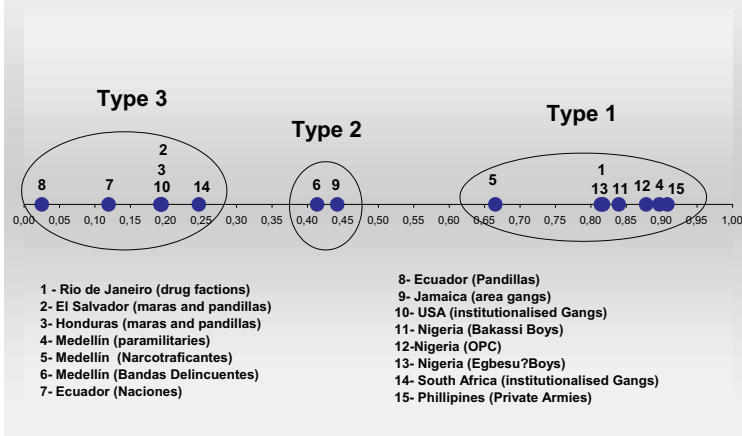 Type 3
Type 2
Type 1
2
3
1
8 7 10 14 6 9 5 13 11 12 4 15
0,00 0,05 0,10 0,15 0,20 0,25 0,30 0,35 0,40 0,45 0,50 0,55 0,60 0,65 0,70 0,75 0,80 0,85 0,90 0,95 1,00
1 - Rio de Janeiro (drug factions)
2- El Salvador (maras and pandillas)
3- Honduras (maras and pandillas)
4- Medellín (paramilitaries)
5- Medellín (Narcotraficantes)
6- Medellín (Bandas Delincuentes)
7- Ecuador (Naciones)
8- Ecuador (Pandillas)
9- Jamaica (area gangs)
10- USA (institutionalised Gangs)
11- Nigeria (Bakassi Boys)
12-Nigeria (OPC)
13- Nigeria (Egbesu?Boys)
14- South Africa (institutionalised Gangs)
15- Phillipines (Private Armies)